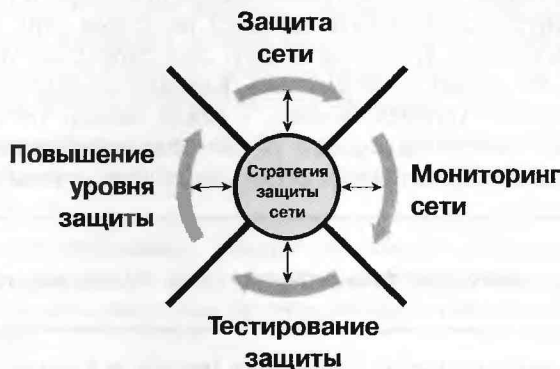 Защита
сети
Повышение
уровня
защиты
Стратегия
защиты
сети
Мониторинг
сети
Тестирование
защиты